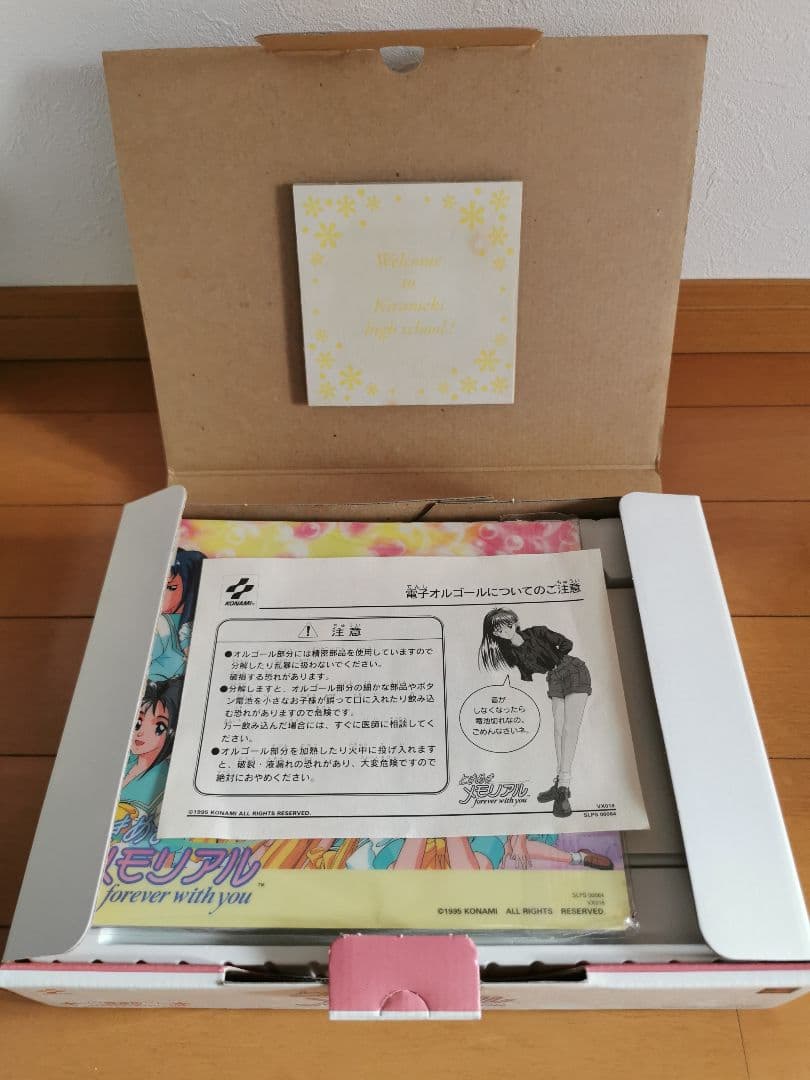 Welcome
to
Kirameki
high school!
KONAMI
電子オルゴールについてのご注意
注意
●オルゴール部分には精密部品を使用していますので
分解したり乱暴に扱わないでください。
破損する恐れがあります。
●分解しますと、オルゴール部分の細かな部品やボタ
ン電池を小さなお子様が誤って口に入れたり飲み込
む恐れがありますので危険です。
万一飲み込んだ場合には、すぐに医師に相談してく
ださい。
●オルゴール部分を加熱したり火中に投げ入れます
と、破裂・液漏れの恐れがあり、大変危険ですので
絶対におやめください。
音が
しなくなったら
電池切れなの。
ごめんなさいネ。
ときめき
メモリアル
forever with you
©1995 KONAMI ALL RIGHTS RESERVED.
VX018
SLPS 00064
きめき
メモリアル™
forever with you
SLPS 00064
VX018
©1995 KONAMI ALL RIGHTS RESERVED.